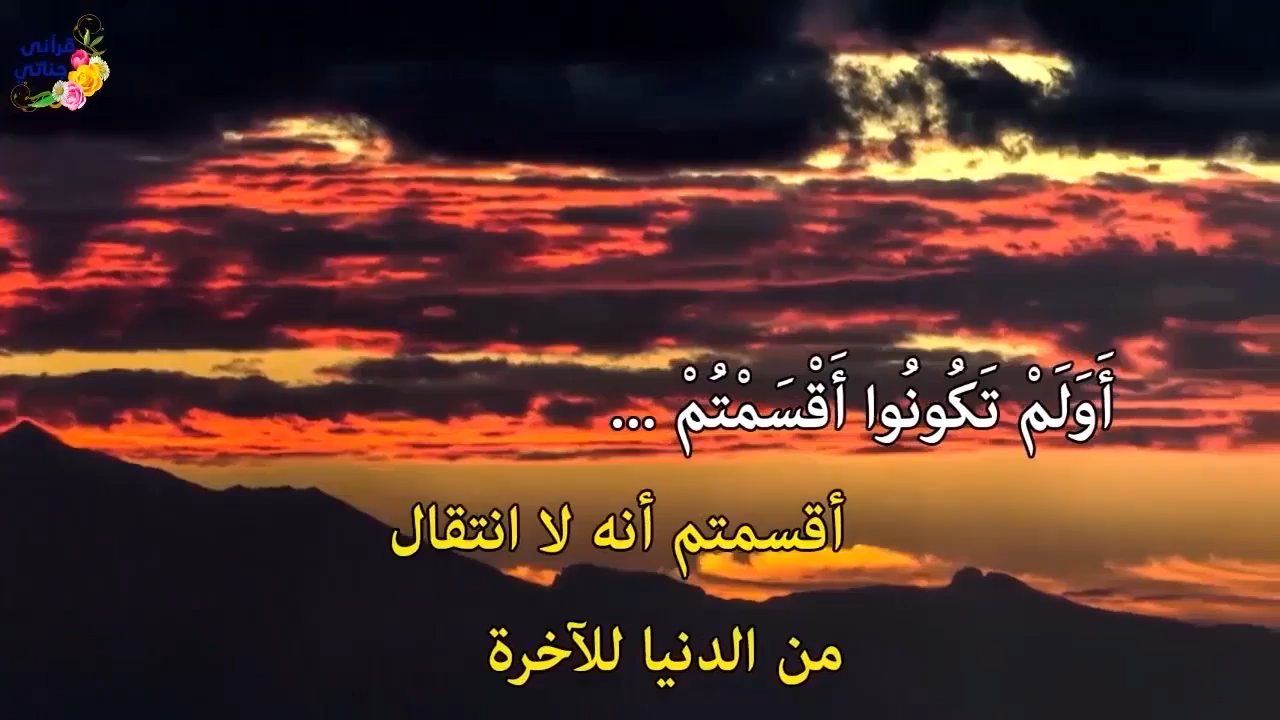 قرآني
جناتي
أَوَلَمْ تَكُونُوا أَقْسَمْتُمْ ...
أقسمتم أنه لا انتقال
من الدنيا للآخرة